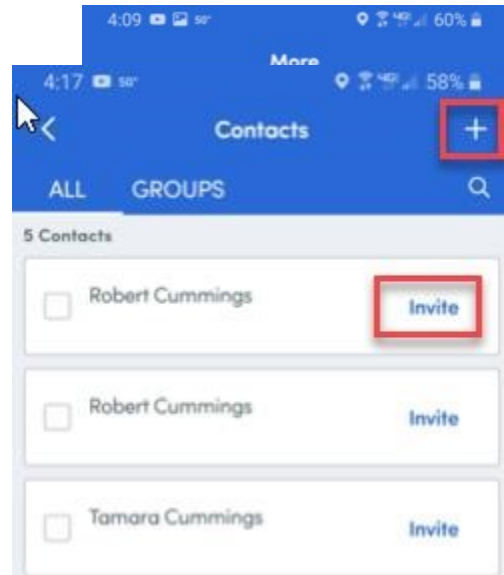 4:09 50° 60%
More
4:17 50° 58%
Contacts +
ALL GROUPS
5 Contacts
Robert Cummings Invite
Robert Cummings Invite
Tamara Cummings Invite